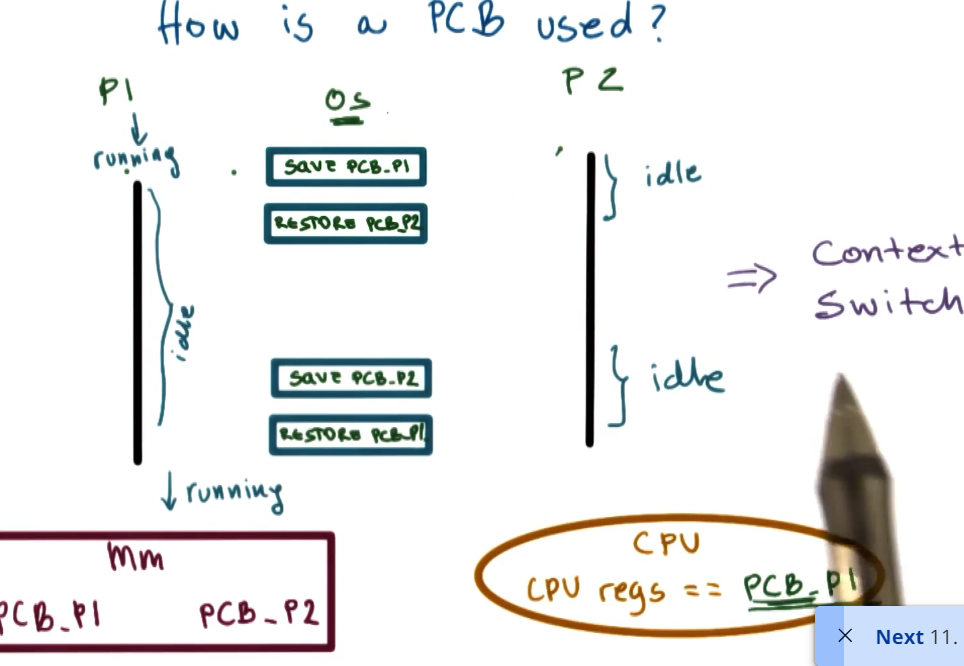 How is a PCB used?
P1
OS
P2
running
SAVE PCB_P1
idle
RESTORE PCB_P2
Context
Switch
idle
SAVE PCB_P2
idle
RESTORE PCB_P1
running
mm
PCB_P1 PCB_P2
CPU
CPU regs == PCB_P1
Next 11.